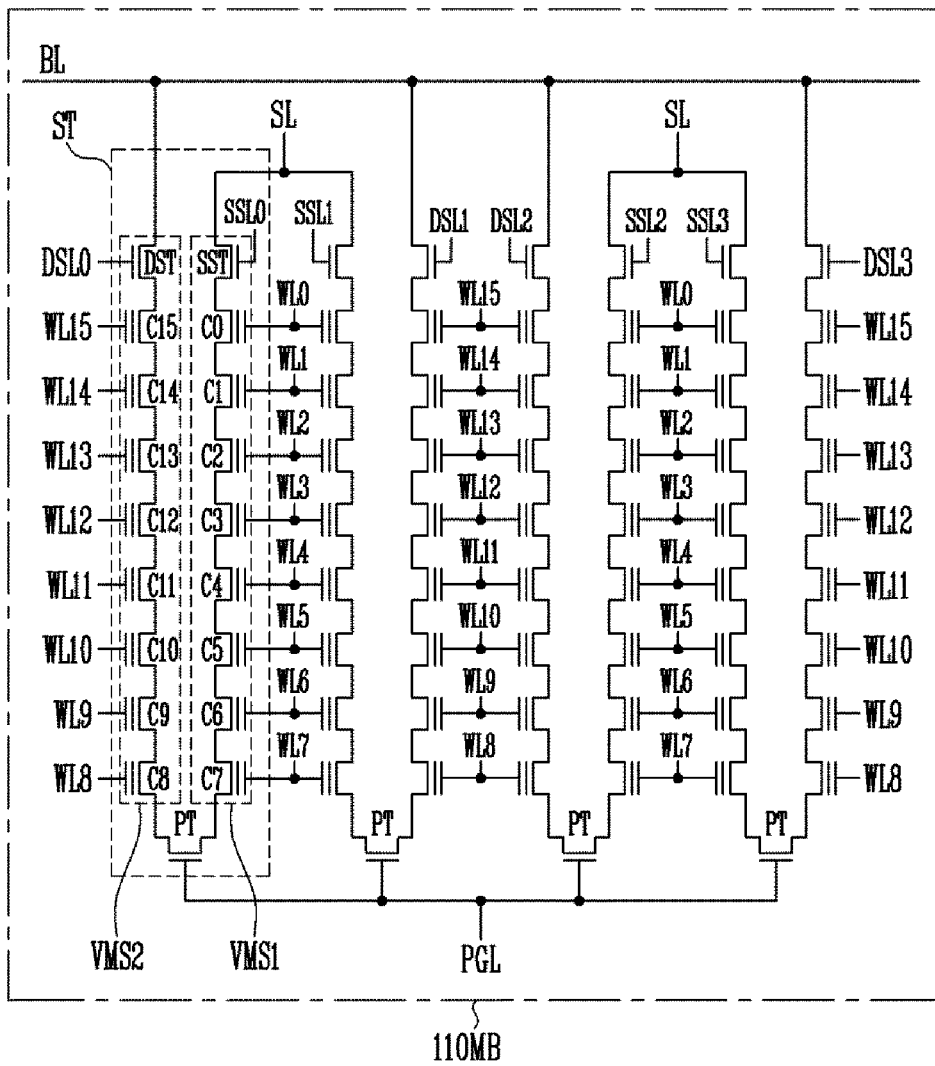 BL
ST
SL SL
SSL0 SSL1 DSL1 DSL2 SSL2 SSL3
DSL0 DST SST DSL3
WL0 WL15 WL0
WL15 C15 C0 WL15
WL1 WL14 WL1
WL14 C14 C1 WL14
WL2 WL13 WL2
WL13 C13 C2 WL13
WL3 WL12 WL3
WL12 C12 C3 WL12
WL4 WL11 WL4
WL11 C11 C4 WL11
WL5 WL10 WL5
WL10 C10 C5 WL10
WL6 WL9 WL6
WL9 C9 C6 WL9
WL7 WL8 WL7
WL8 C8 C7 WL8
PT PT PT PT
VMS2 VMS1 PGL
110MB